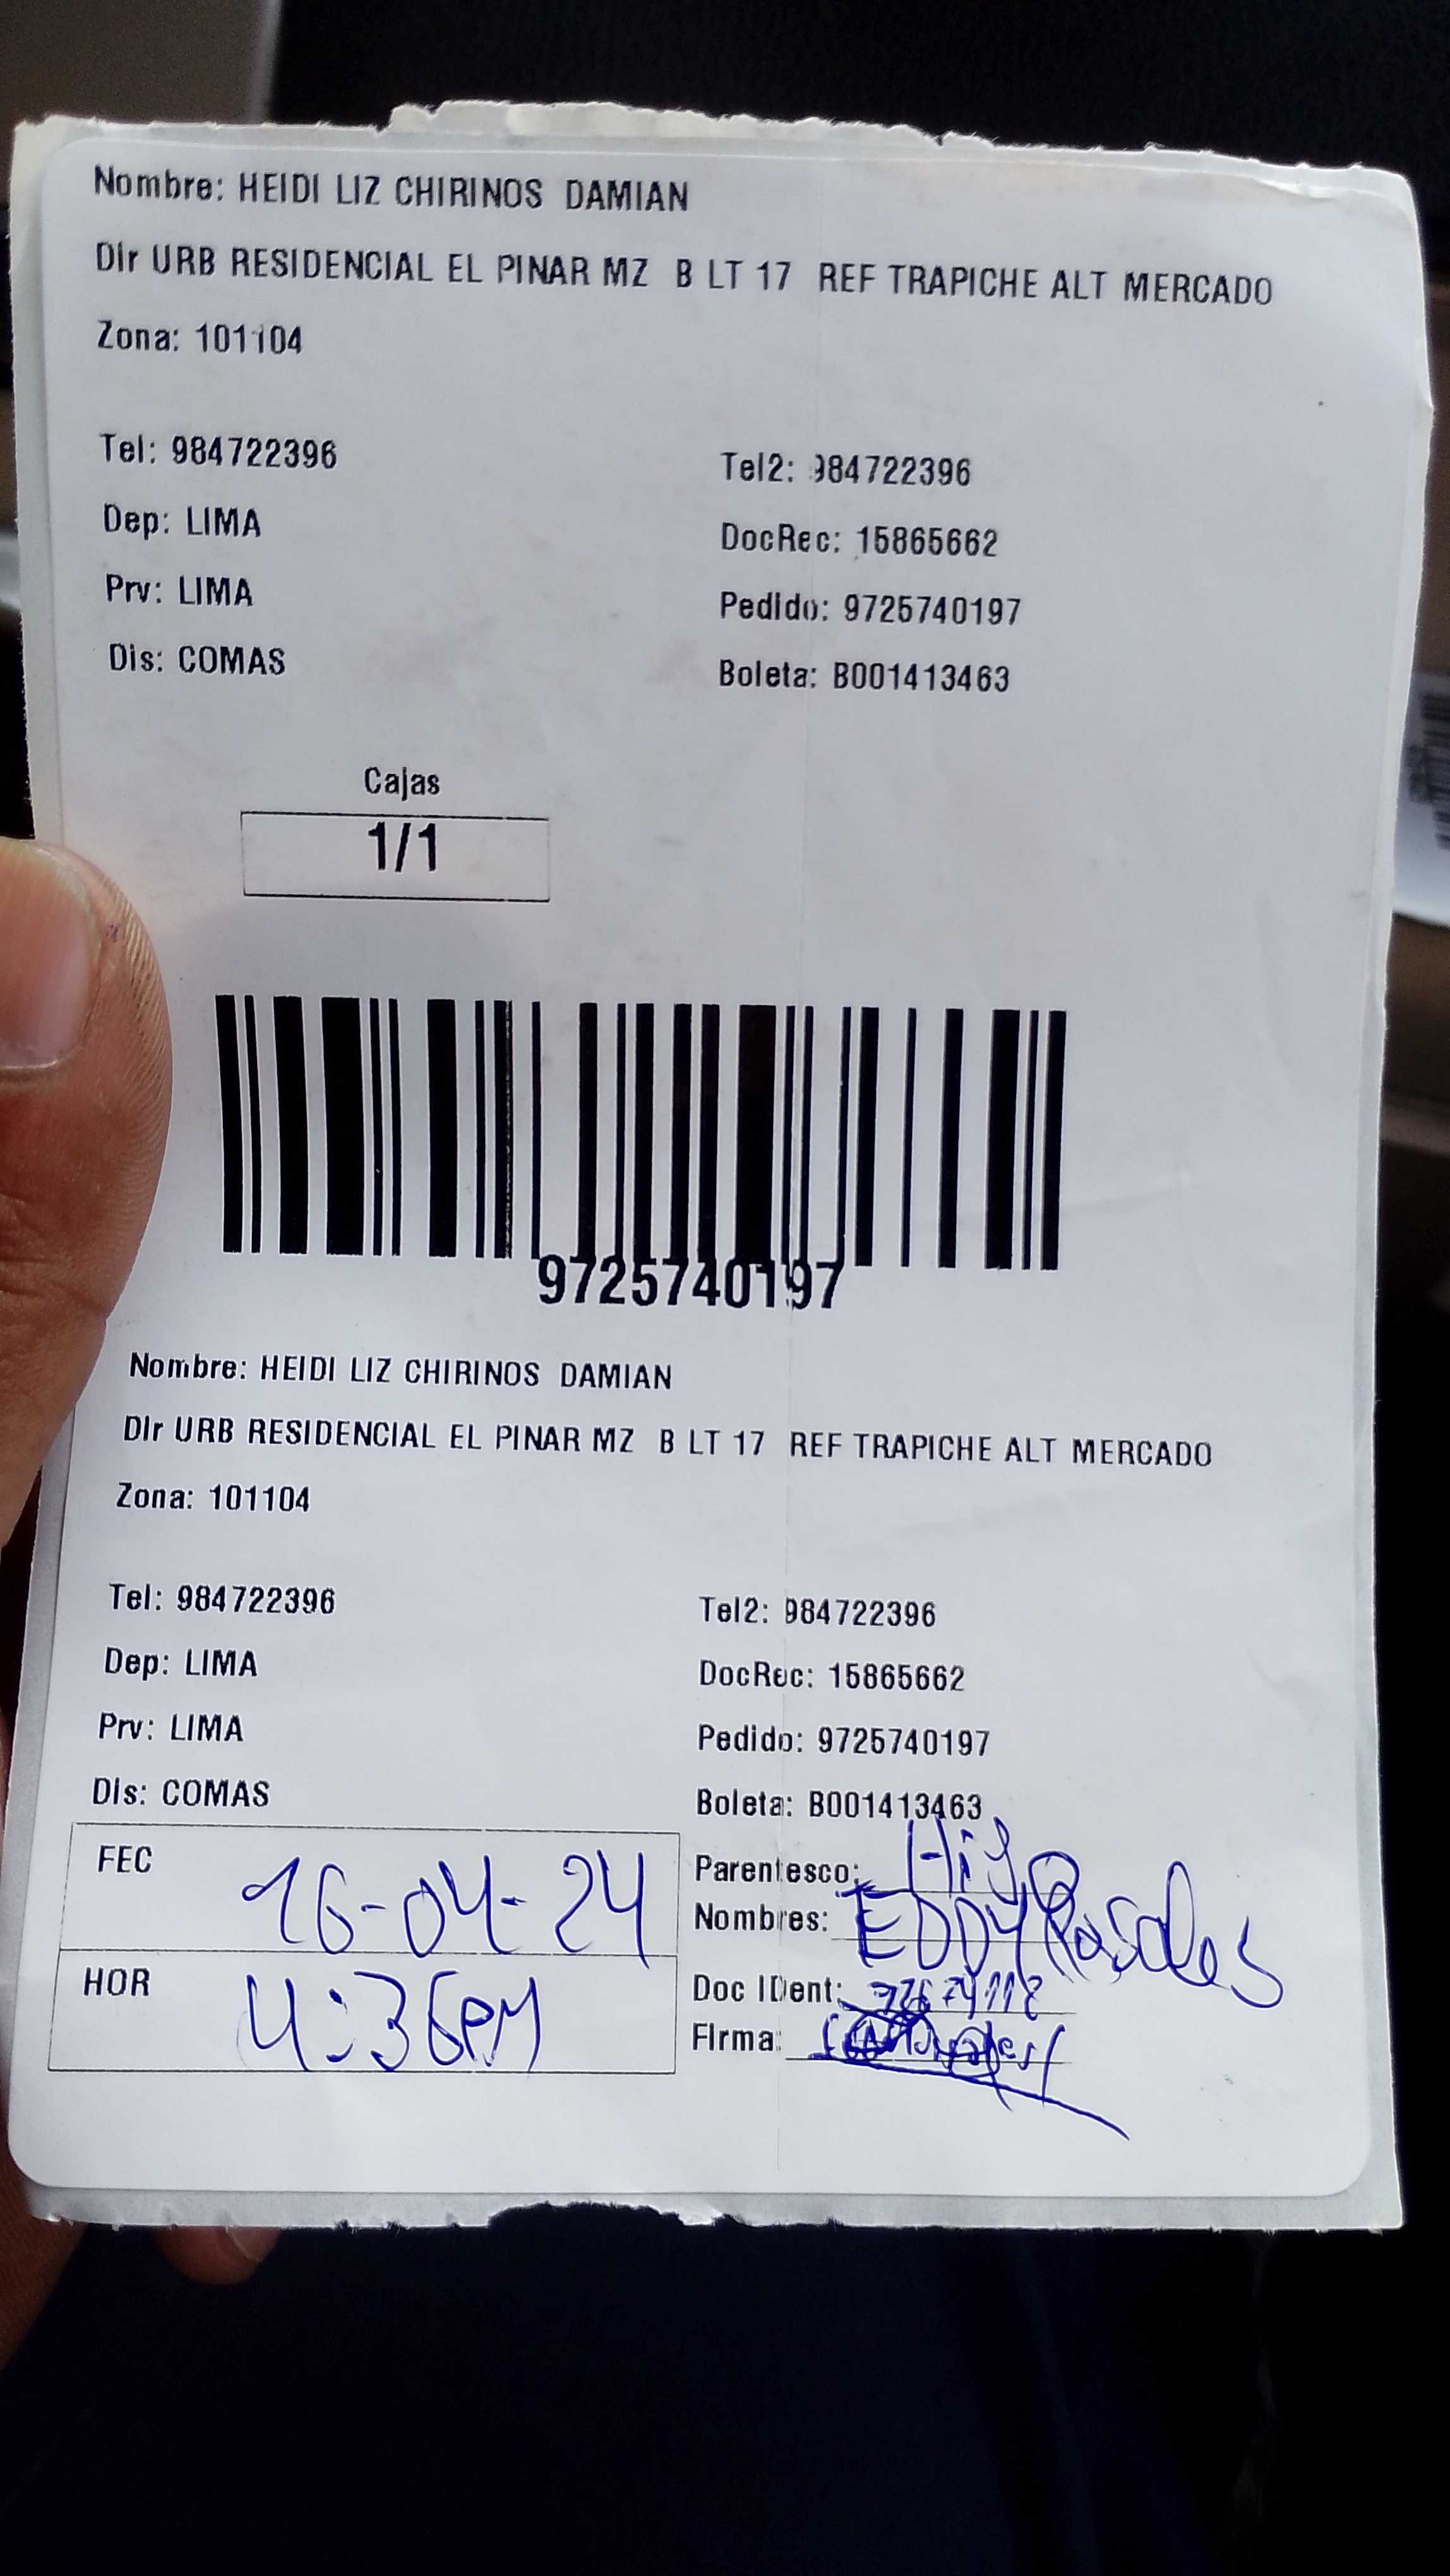 Nombre: HEIDI LIZ CHIRINOS DAMIAN
Dir URB RESIDENCIAL EL PINAR MZ B LT 17 REF TRAPICHE ALT MERCADO
Zona: 101104
Tel: 984722396 Tel2: 984722396
Dep: LIMA DocRec: 15865662
Prv: LIMA Pedido: 9725740197
Dis: COMAS Boleta: B001413463
Cajas
1/1
9725740197
Nombre: HEIDI LIZ CHIRINOS DAMIAN
Dir URB RESIDENCIAL EL PINAR MZ B LT 17 REF TRAPICHE ALT MERCADO
Zona: 101104
Tel: 984722396 Tel2: 984722396
Dep: LIMA DocRec: 15865662
Prv: LIMA Pedido: 9725740197
Dis: COMAS Boleta: B001413463
FEC 16-04-24 Parentesco: Hijo
Nombres: EDDY Rosales
HOR 4:36PM Doc IDent:
Firma: